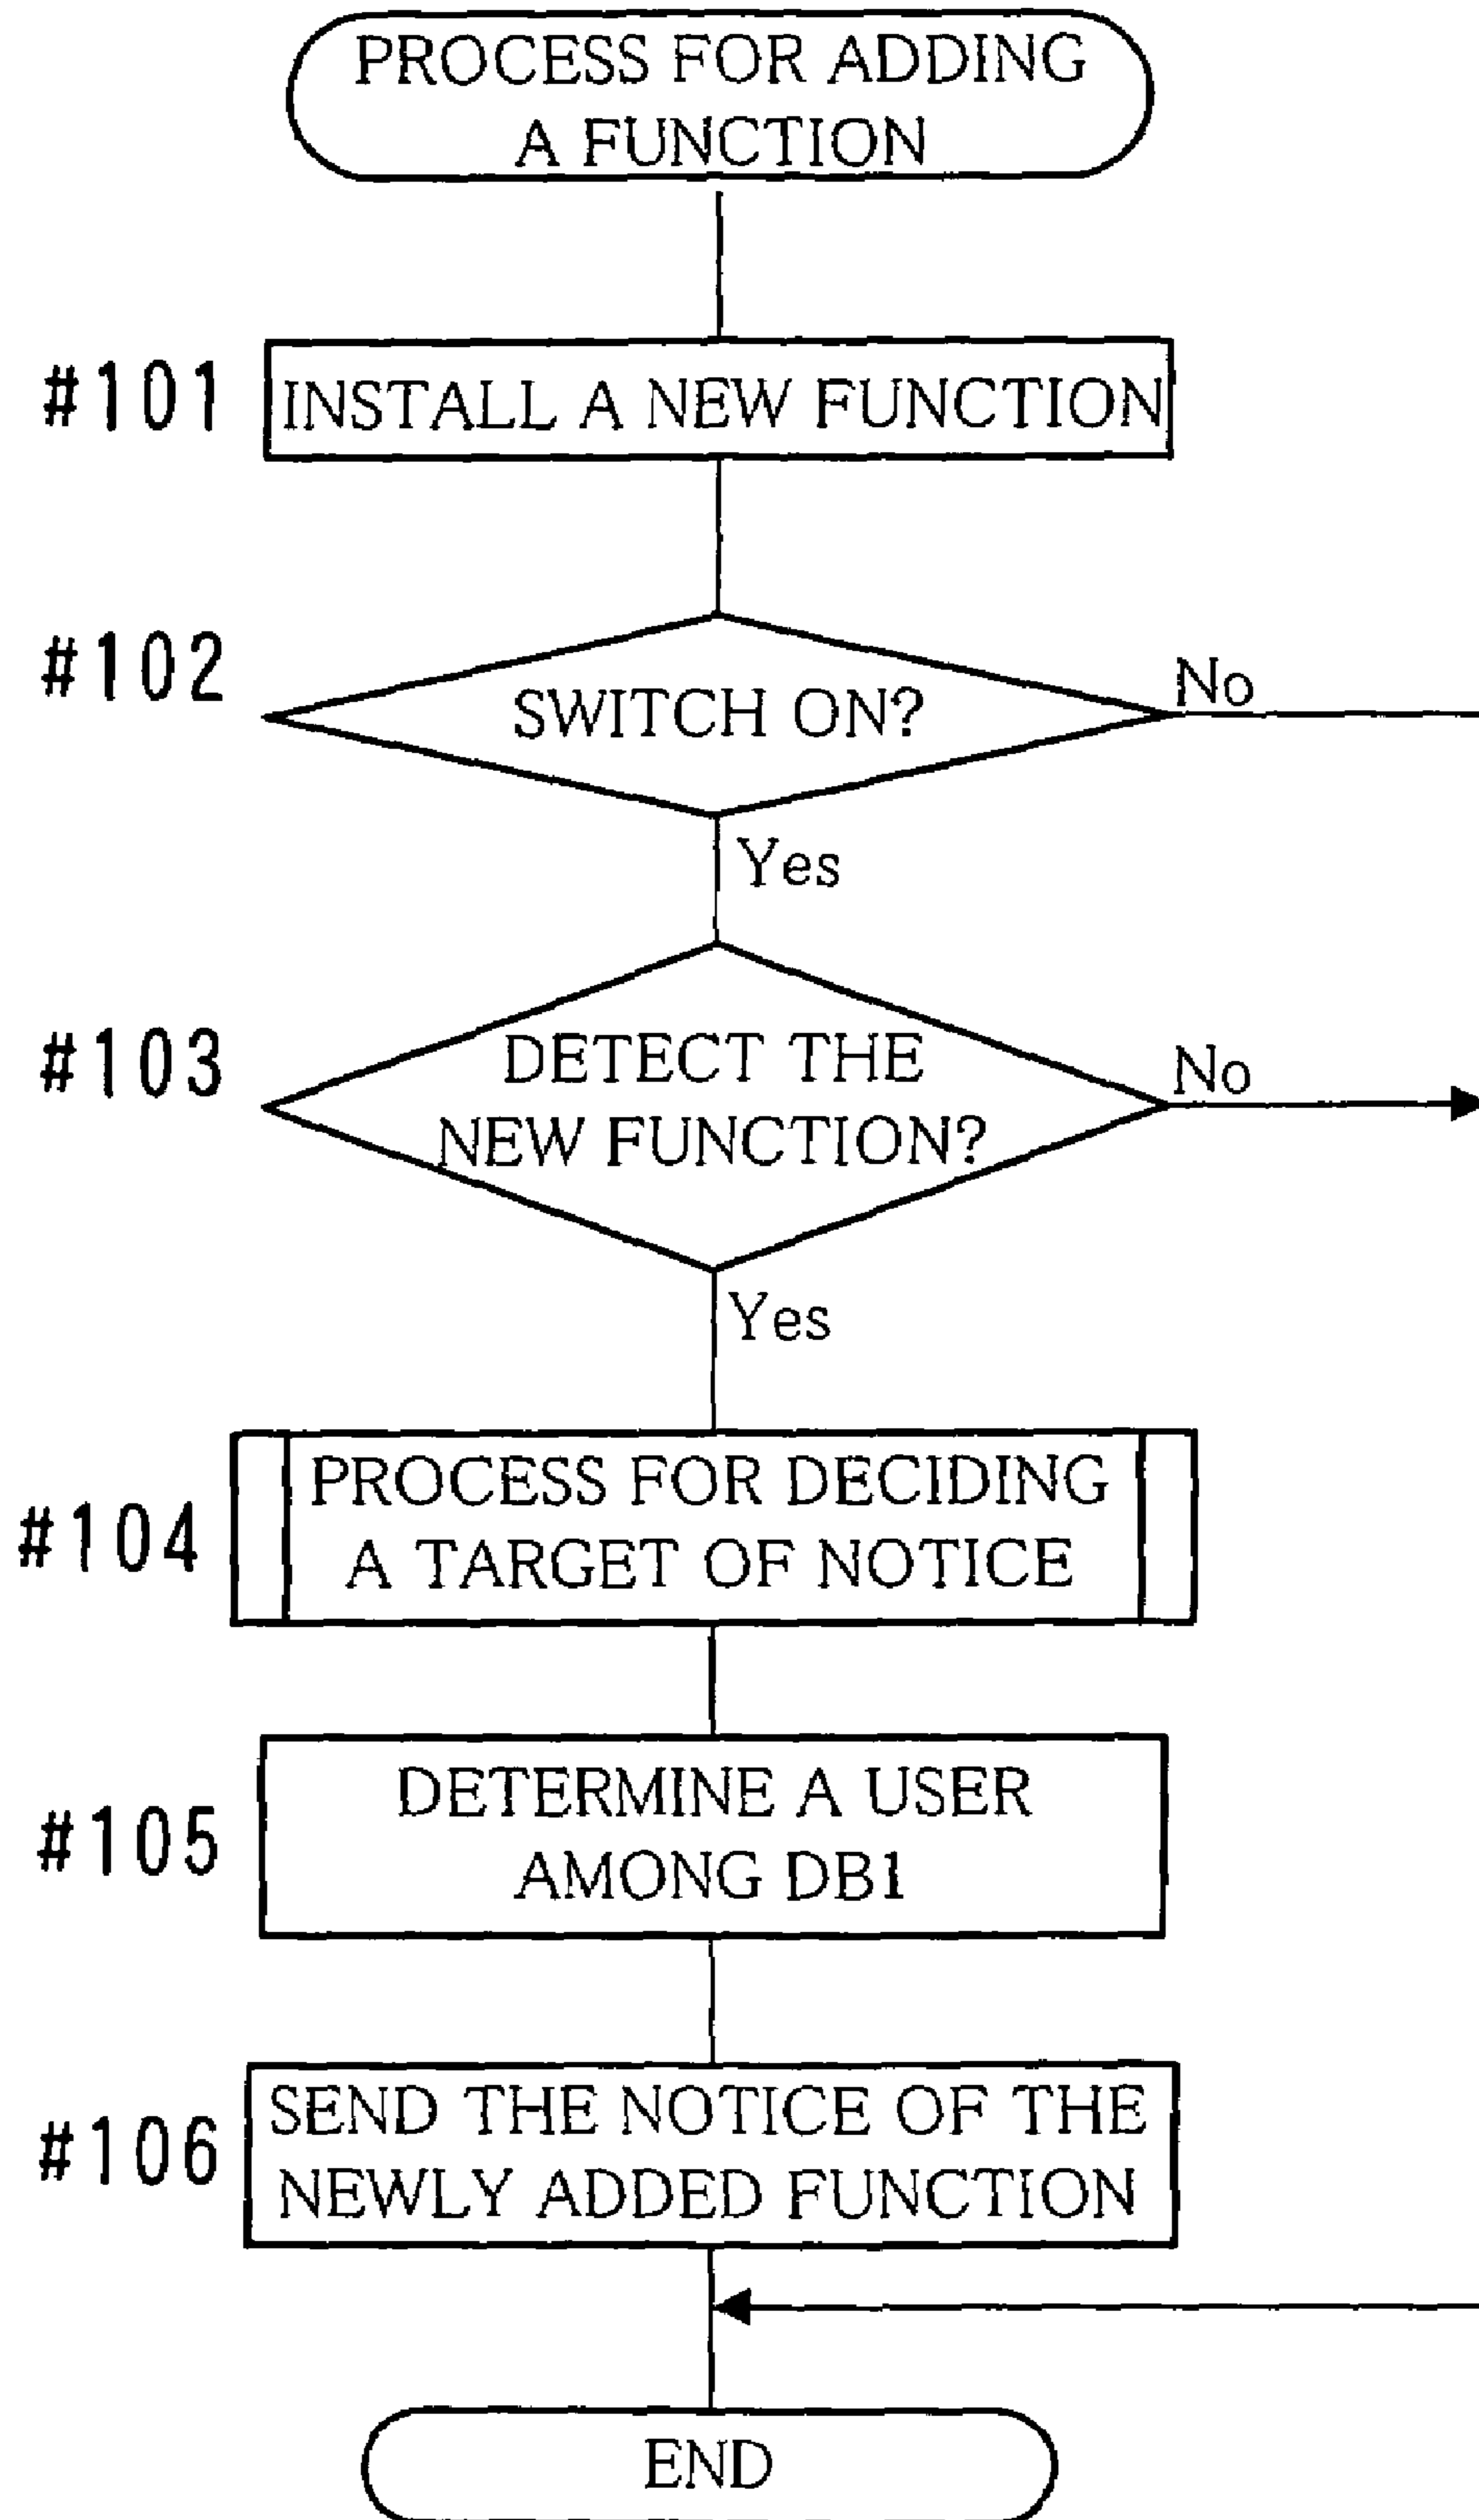 PROCESS FOR ADDING
A FUNCTION
#101
INSTALL A NEW FUNCTION
#102
SWITCH ON?
No
Yes
#103
DETECT THE
NEW FUNCTION?
No
Yes
#104
PROCESS FOR DECIDING
A TARGET OF NOTICE
#105
DETERMINE A USER
AMONG DB1
#106
SEND THE NOTICE OF THE
NEWLY ADDED FUNCTION
END